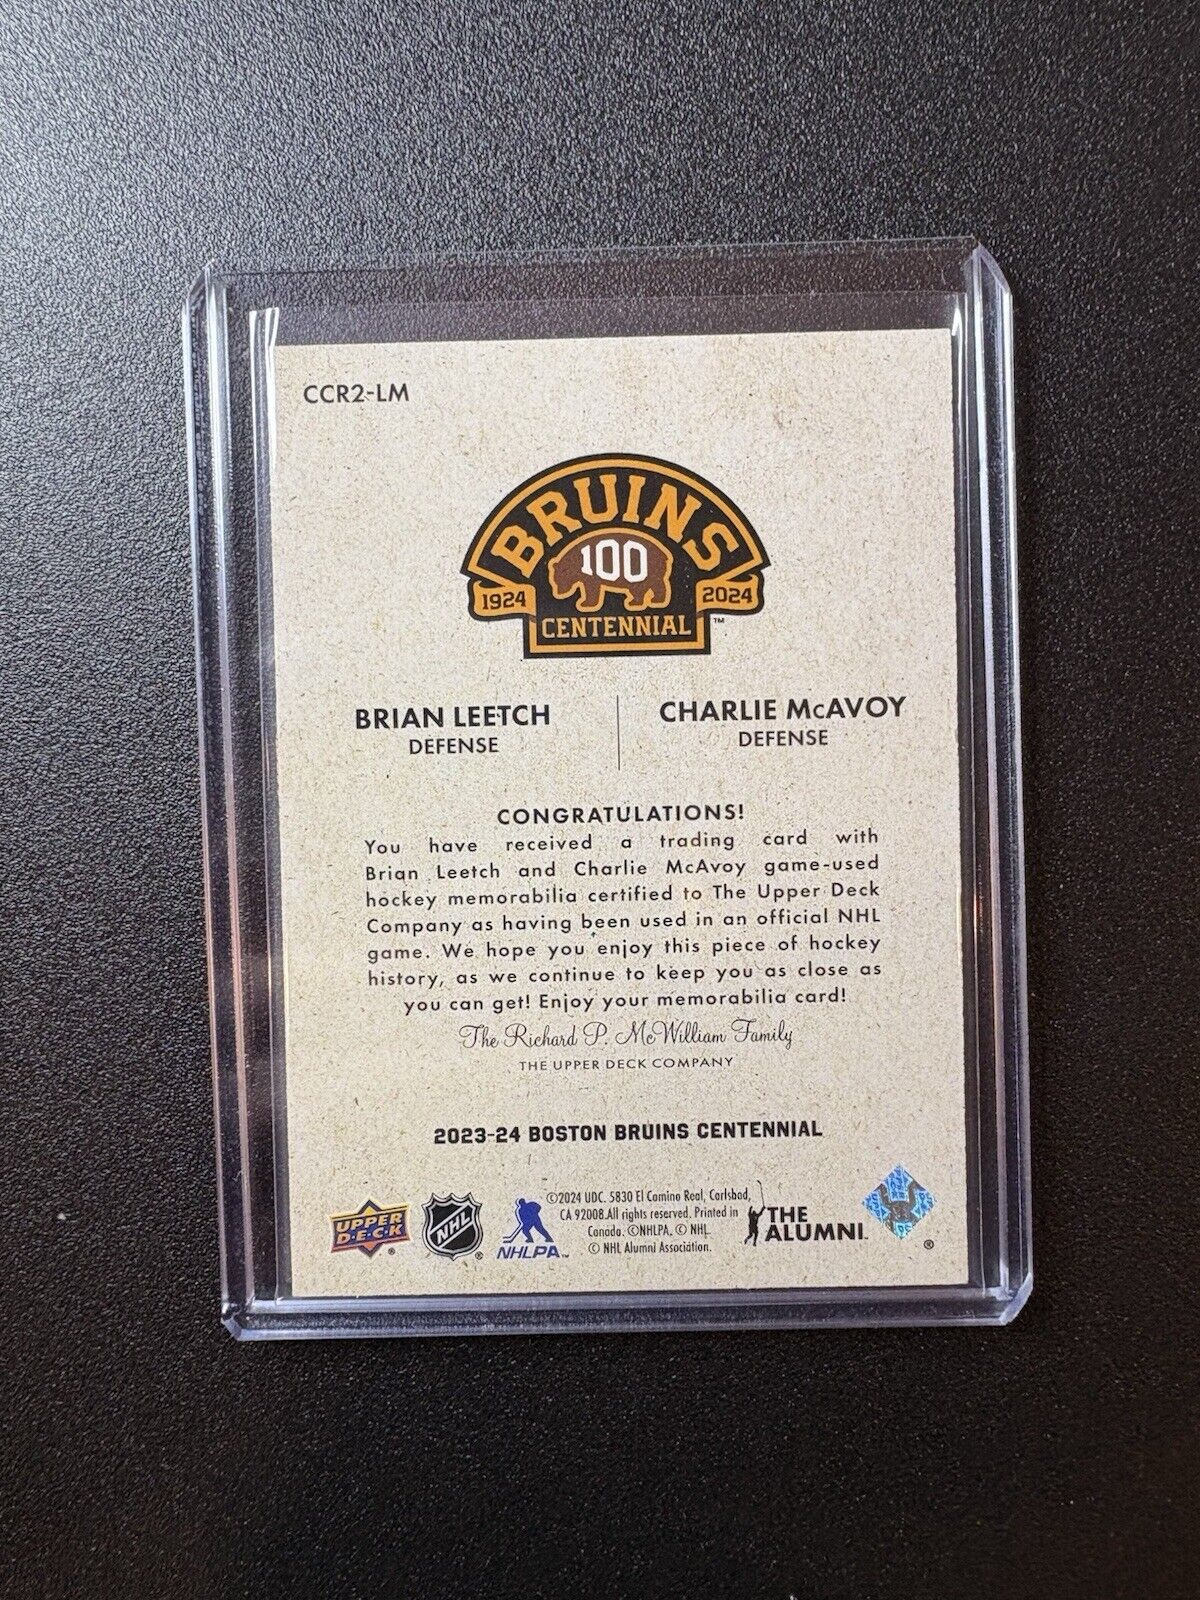 CCR2-LM
BRUINS
100
1924 2024
CENTENNIAL ™
BRIAN LEETCH
DEFENSE
CHARLIE McAVOY
DEFENSE
CONGRATULATIONS!
You have received a trading card with
Brian Leetch and Charlie McAvoy game-used
hockey memorabilia certified to The Upper Deck
Company as having been used in an official NHL
game. We hope you enjoy this piece of hockey
history, as we continue to keep you as close as
you can get! Enjoy your memorabilia card!
The Richard P. McWilliam Family
THE UPPER DECK COMPANY
2023-24 BOSTON BRUINS CENTENNIAL
UPPER
D·E·C·K ®
NHL ®
NHLPA™
©2024 UDC. 5830 El Camino Real, Carlsbad,
CA 92008.All rights reserved. Printed in
Canada. ©NHLPA. © NHL.
© NHL Alumni Association.
THE
ALUMNI™
®